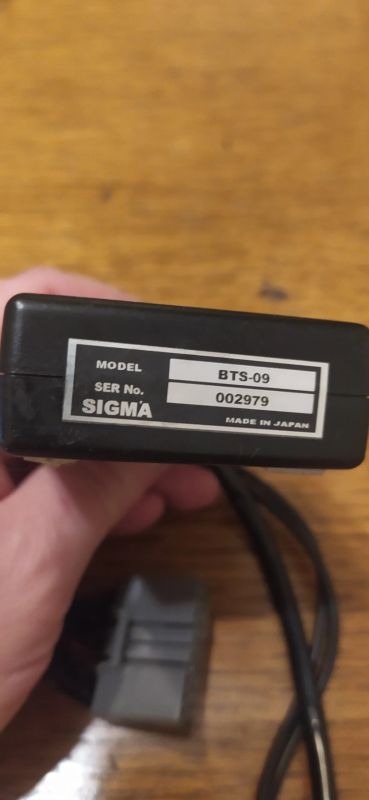 MODEL BTS-09
SER No. 002979
SIGMA MADE IN JAPAN